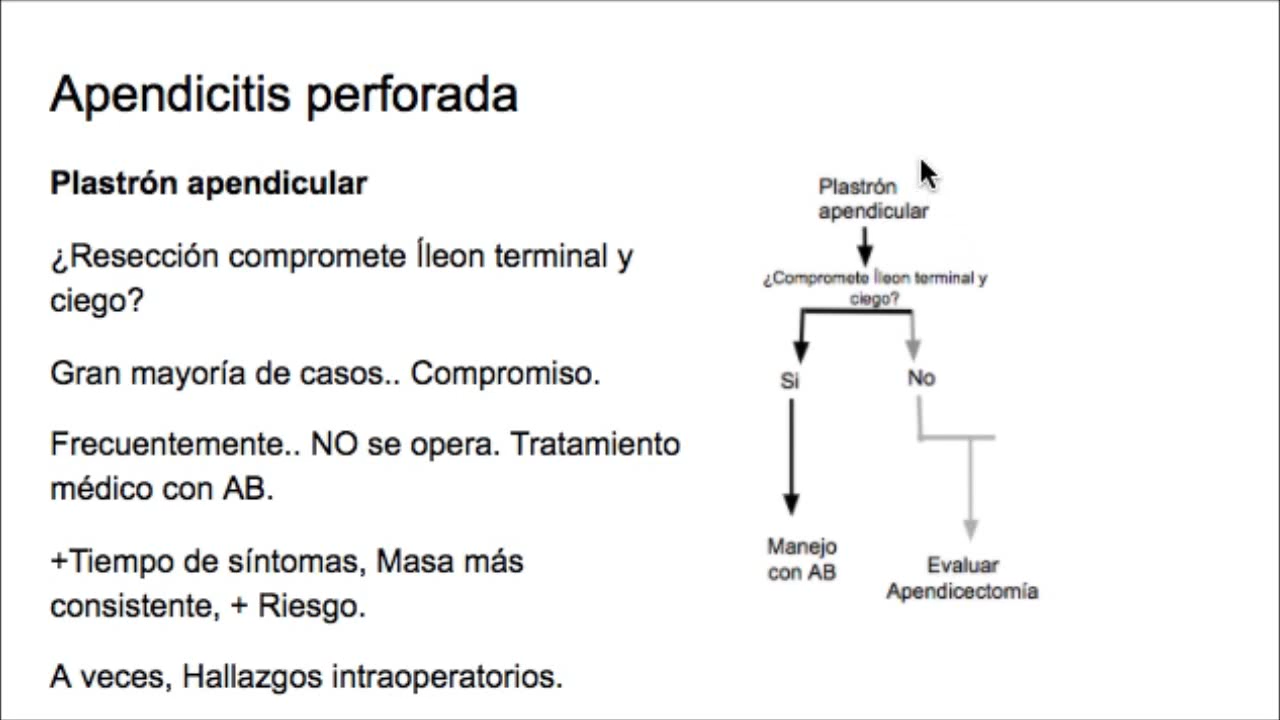 Apendicitis perforada
Plastrón apendicular
¿Resección compromete Íleon terminal y
ciego?
Gran mayoría de casos.. Compromiso.
Frecuentemente.. NO se opera. Tratamiento
médico con AB.
+Tiempo de síntomas, Masa más
consistente, + Riesgo.
A veces, Hallazgos intraoperatorios.
Plastrón
apendicular
¿Compromete Íleon terminal y
ciego?
Si
No
Manejo
con AB
Evaluar
Apendicectomía